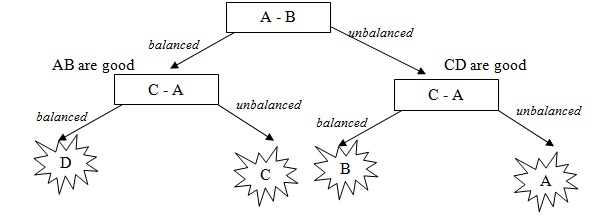 A - B
balanced
unbalanced
AB are good
CD are good
C - A
C - A
balanced
unbalanced
balanced
unbalanced
D
C
B
A